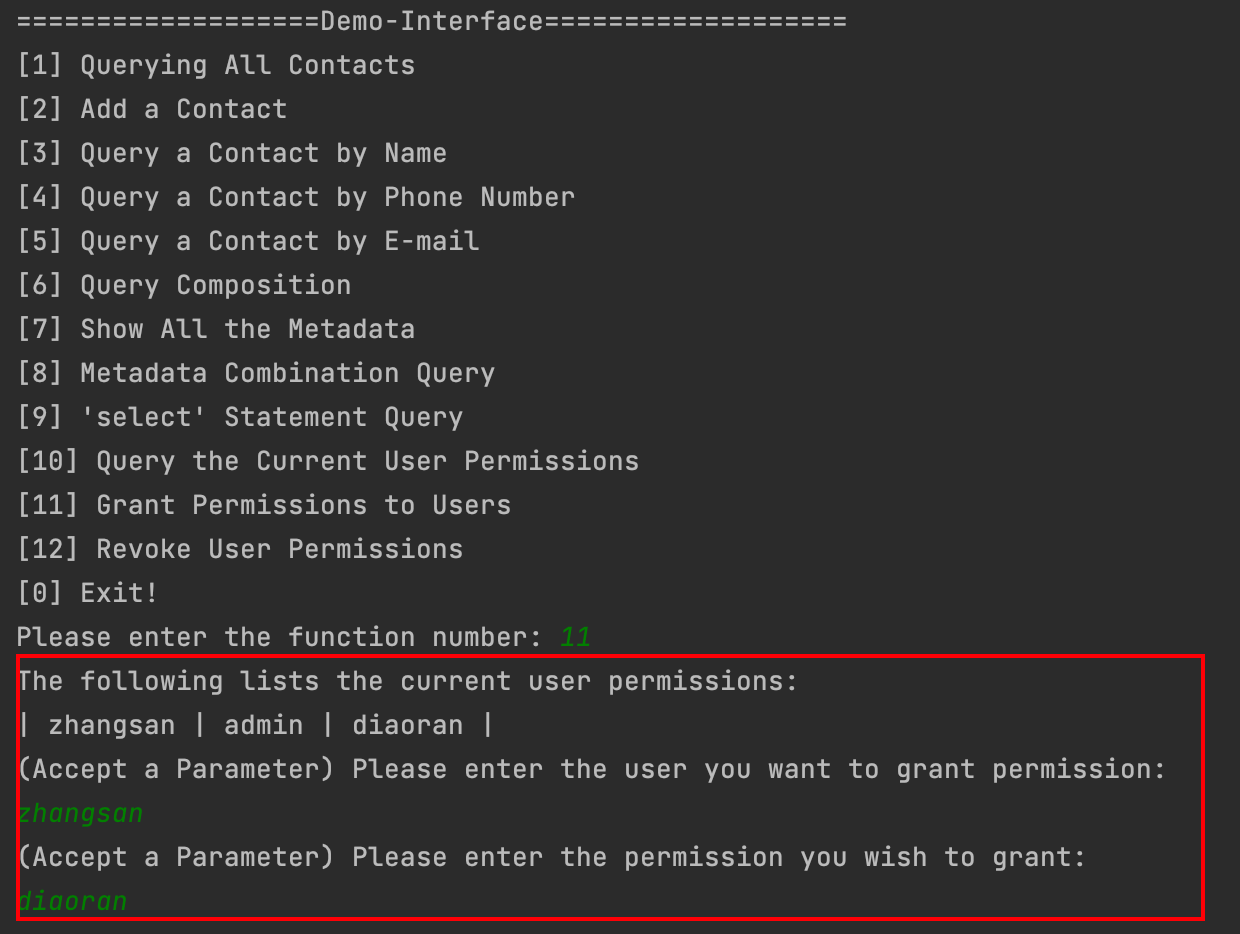 ===================Demo-Interface===================
[1] Querying All Contacts
[2] Add a Contact
[3] Query a Contact by Name
[4] Query a Contact by Phone Number
[5] Query a Contact by E-mail
[6] Query Composition
[7] Show All the Metadata
[8] Metadata Combination Query
[9] 'select' Statement Query
[10] Query the Current User Permissions
[11] Grant Permissions to Users
[12] Revoke User Permissions
[0] Exit!
Please enter the function number: 11
The following lists the current user permissions:
| zhangsan | admin | diaoran |
(Accept a Parameter) Please enter the user you want to grant permission:
zhangsan
(Accept a Parameter) Please enter the permission you wish to grant:
diaoran